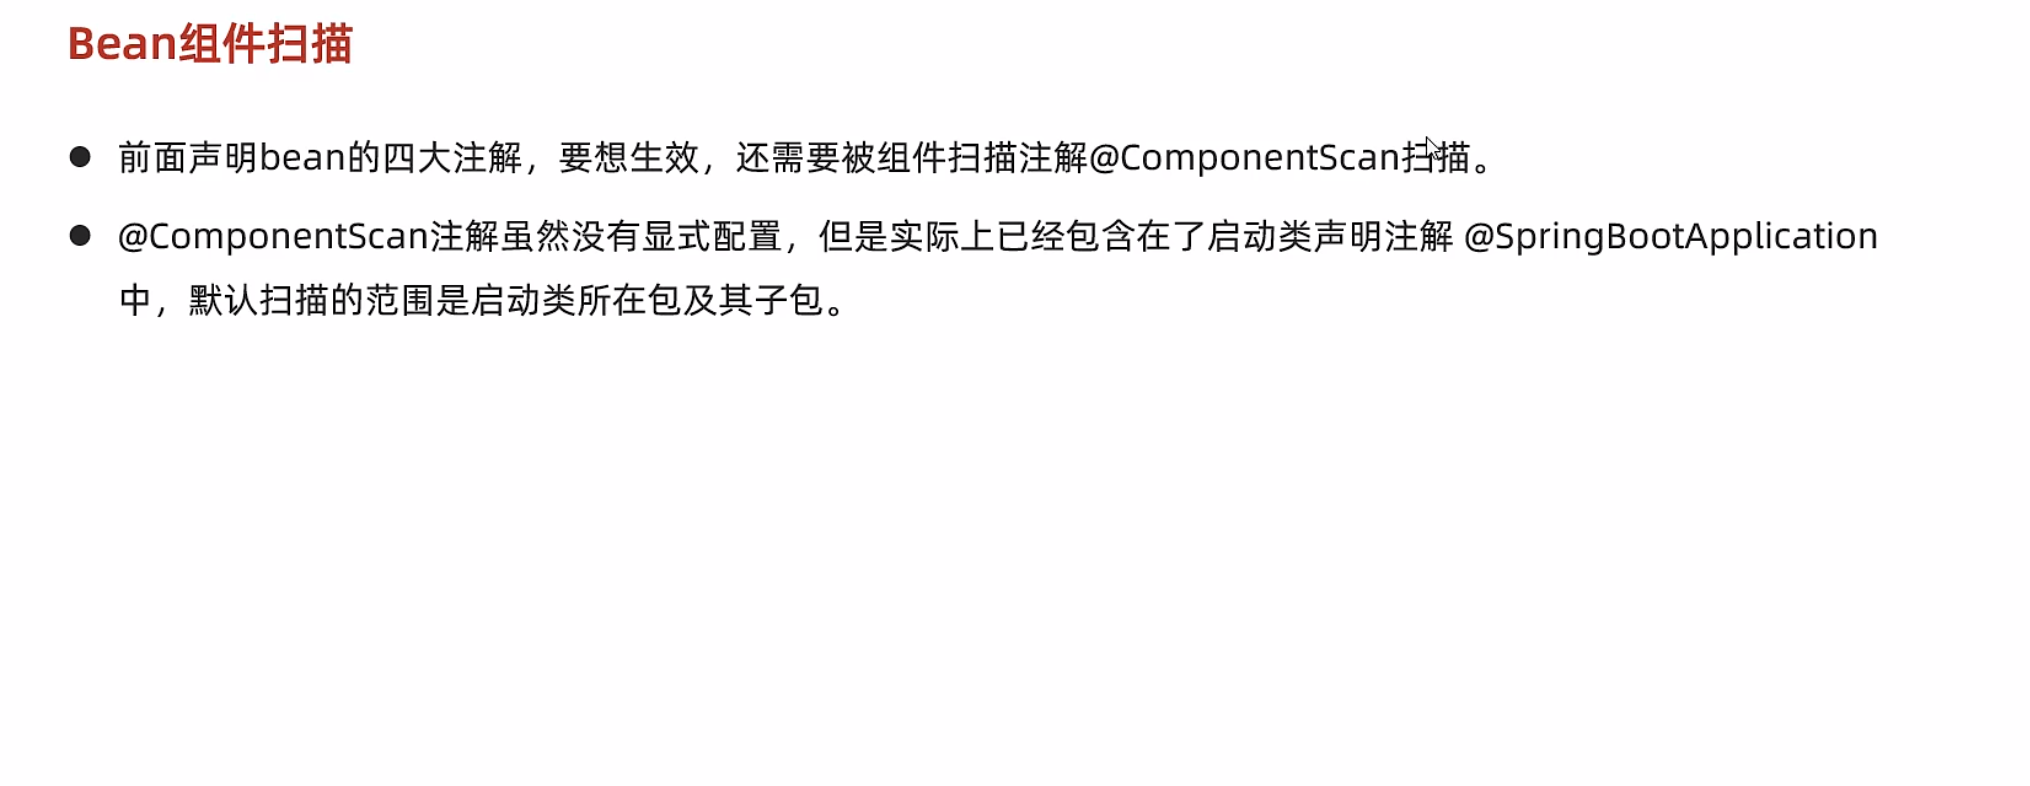 Bean组件扫描
● 前面声明bean的四大注解，要想生效，还需要被组件扫描注解@ComponentScan扫描。
● @ComponentScan注解虽然没有显式配置，但是实际上已经包含在了启动类声明注解 @SpringBootApplication
中，默认扫描的范围是启动类所在包及其子包。